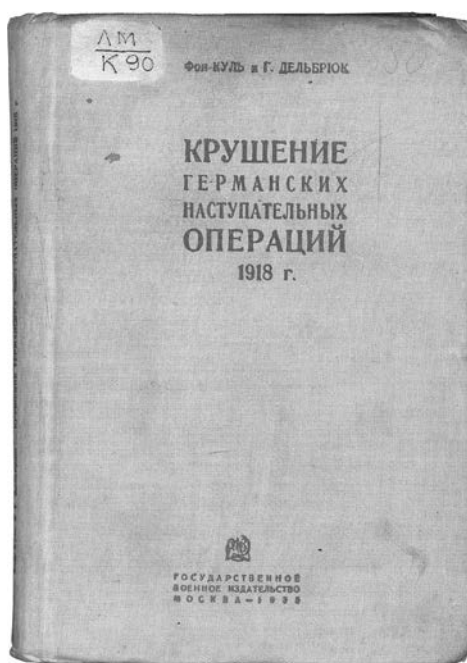 ЛМ
К 90
Фон-КУЛЬ и Г. ДЕЛЬБРЮК
КРУШЕНИЕ
ГЕРМАНСКИХ
НАСТУПАТЕЛЬНЫХ
ОПЕРАЦИЙ
1918 г.
ГОСУДАРСТВЕННОЕ
ВОЕННОЕ ИЗДАТЕЛЬСТВО
МОСКВА—1935